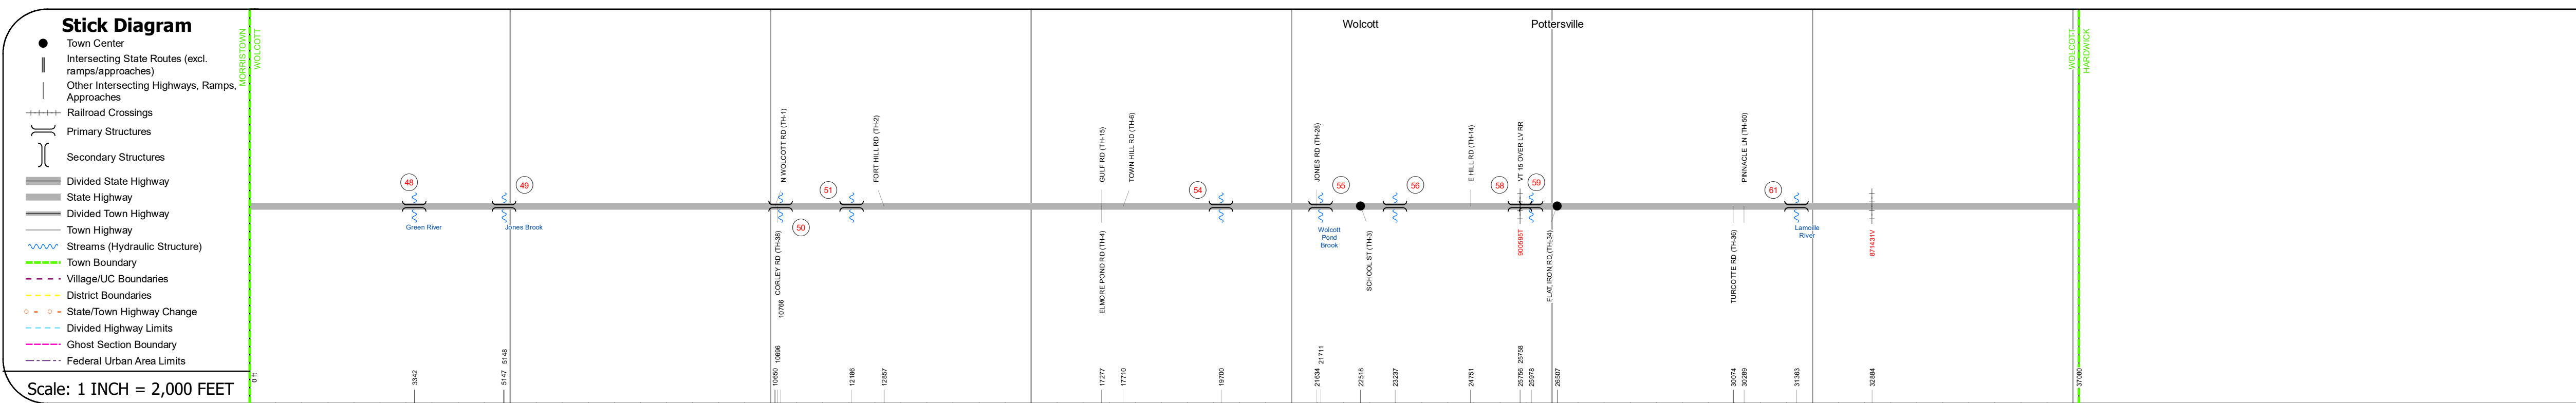 Stick Diagram
Town Center
Intersecting State Routes (excl.
ramps/approaches)
Other Intersecting Highways, Ramps,
Approaches
Railroad Crossings
Primary Structures
Secondary Structures
Divided State Highway
State Highway
Divided Town Highway
Town Highway
Streams (Hydraulic Structure)
Town Boundary
Village/UC Boundaries
District Boundaries
State/Town Highway Change
Divided Highway Limits
Ghost Section Boundary
Federal Urban Area Limits
Scale: 1 INCH = 2,000 FEET
MORRISTOWN
WOLCOTT
Wolcott
Pottersville
WOLCOTT
HARDWICK
N WOLCOTT RD (TH-1)
FORT HILL RD (TH-2)
GULF RD (TH-15)
TOWN HILL RD (TH-6)
JONES RD (TH-28)
E HILL RD (TH-14)
VT 15 OVER LV RR
PINNACLE LN (TH-50)
48
49
51
50
54
55
56
58
59
61
Green River
Jones Brook
Wolcott
Pond
Brook
Lamoille
River
CORLEY RD (TH-38)
ELMORE POND RD (TH-4)
SCHOOL ST (TH-3)
900595T
FLAT IRON RD (TH-34)
TURCOTTE RD (TH-36)
871431V
0 ft
3342
5147
5148
10650
10696
10766
12186
12857
17277
17710
19700
21634
21711
22518
23237
24751
25756
25758
25978
26507
30074
30289
31363
32884
37080